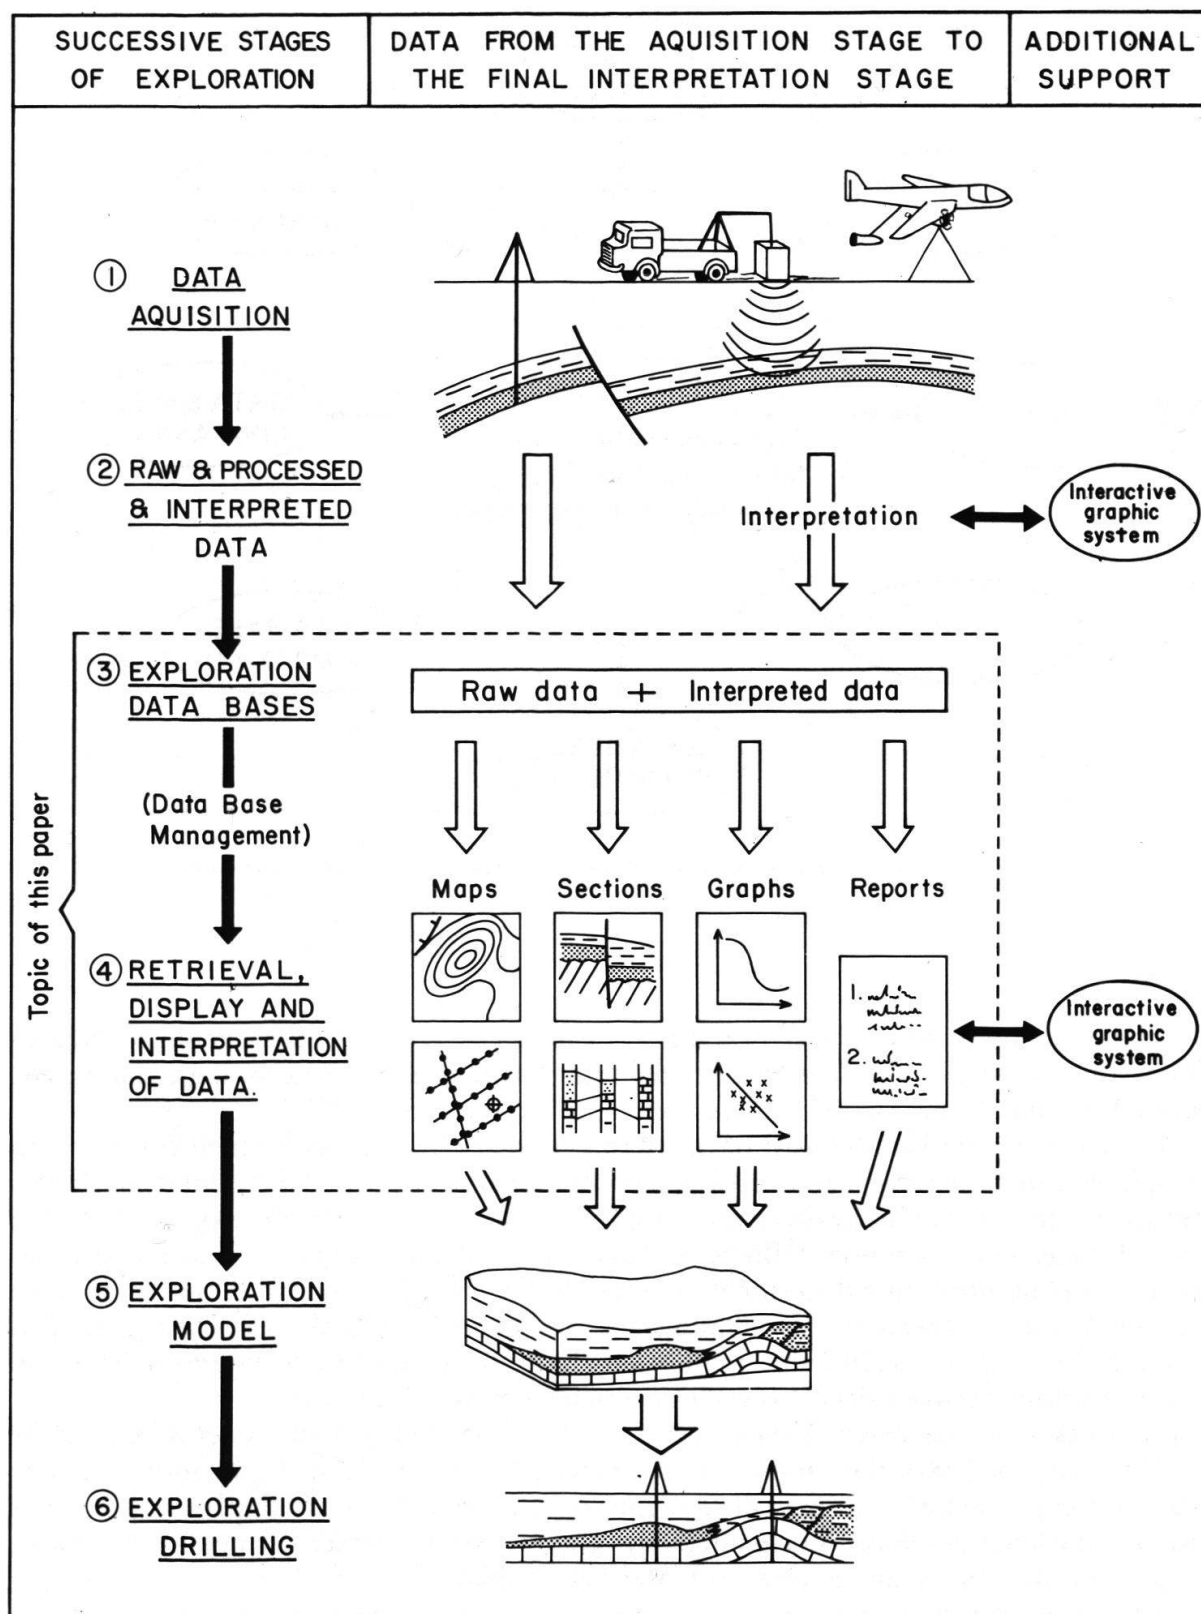 SUCCESSIVE STAGES
OF EXPLORATION
DATA FROM THE AQUISITION STAGE TO
THE FINAL INTERPRETATION STAGE
ADDITIONAL
SUPPORT
① DATA
AQUISITION
② RAW & PROCESSED
& INTERPRETED
DATA
Interpretation
Interactive
graphic
system
③ EXPLORATION
DATA BASES
Raw data + Interpreted data
(Data Base
Management)
Topic of this paper
Maps
Sections
Graphs
Reports
④ RETRIEVAL,
DISPLAY AND
INTERPRETATION
OF DATA.
1.
2.
Interactive
graphic
system
⑤ EXPLORATION
MODEL
⑥ EXPLORATION
DRILLING